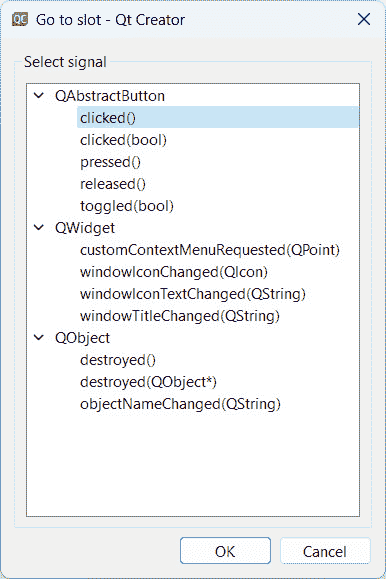 QC Go to slot - Qt Creator
Select signal
QAbstractButton
clicked()
clicked(bool)
pressed()
released()
toggled(bool)
QWidget
customContextMenuRequested(QPoint)
windowIconChanged(QIcon)
windowIconTextChanged(QString)
windowTitleChanged(QString)
QObject
destroyed()
destroyed(QObject*)
objectNameChanged(QString)
OK Cancel